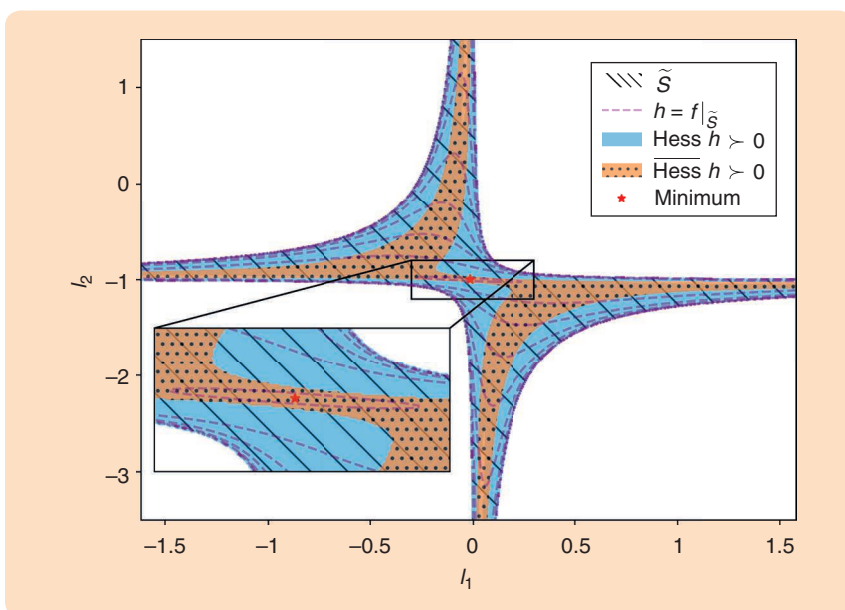 1
0
−1
−2
−3
l₂
−1.5
−1
−0.5
0
0.5
1
1.5
l₁
S̃
h = f|S̃
Hess h ≻ 0
H̅e̅s̅s̅ h ≻ 0
Minimum